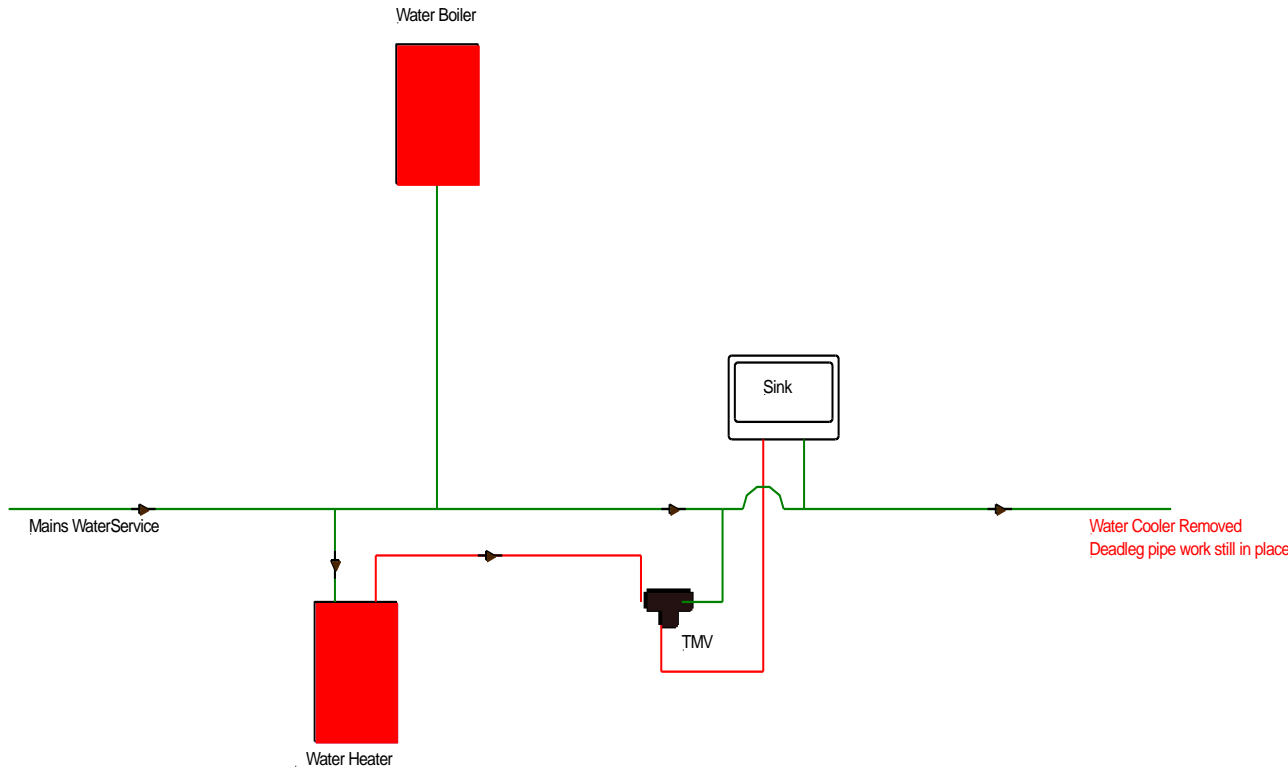 Water Boiler
Sink
Mains WaterService
Water Cooler Removed
Deadleg pipe work still in place
TMV
Water Heater